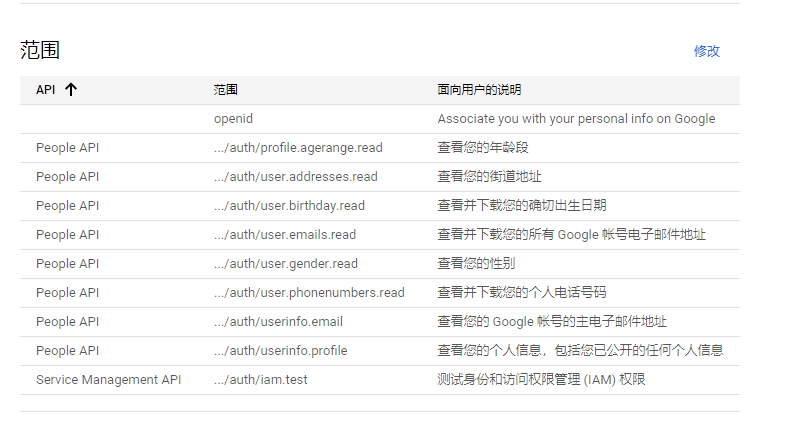 范围 修改
API 范围 面向用户的说明
openid Associate you with your personal info on Google
People API .../auth/profile.agerange.read 查看您的年龄段
People API .../auth/user.addresses.read 查看您的街道地址
People API .../auth/user.birthday.read 查看并下载您的确切出生日期
People API .../auth/user.emails.read 查看并下载您的所有 Google 帐号电子邮件地址
People API .../auth/user.gender.read 查看您的性别
People API .../auth/user.phonenumbers.read 查看并下载您的个人电话号码
People API .../auth/userinfo.email 查看您的 Google 帐号的主电子邮件地址
People API .../auth/userinfo.profile 查看您的个人信息，包括您已公开的任何个人信息
Service Management API .../auth/iam.test 测试身份和访问权限管理 (IAM) 权限